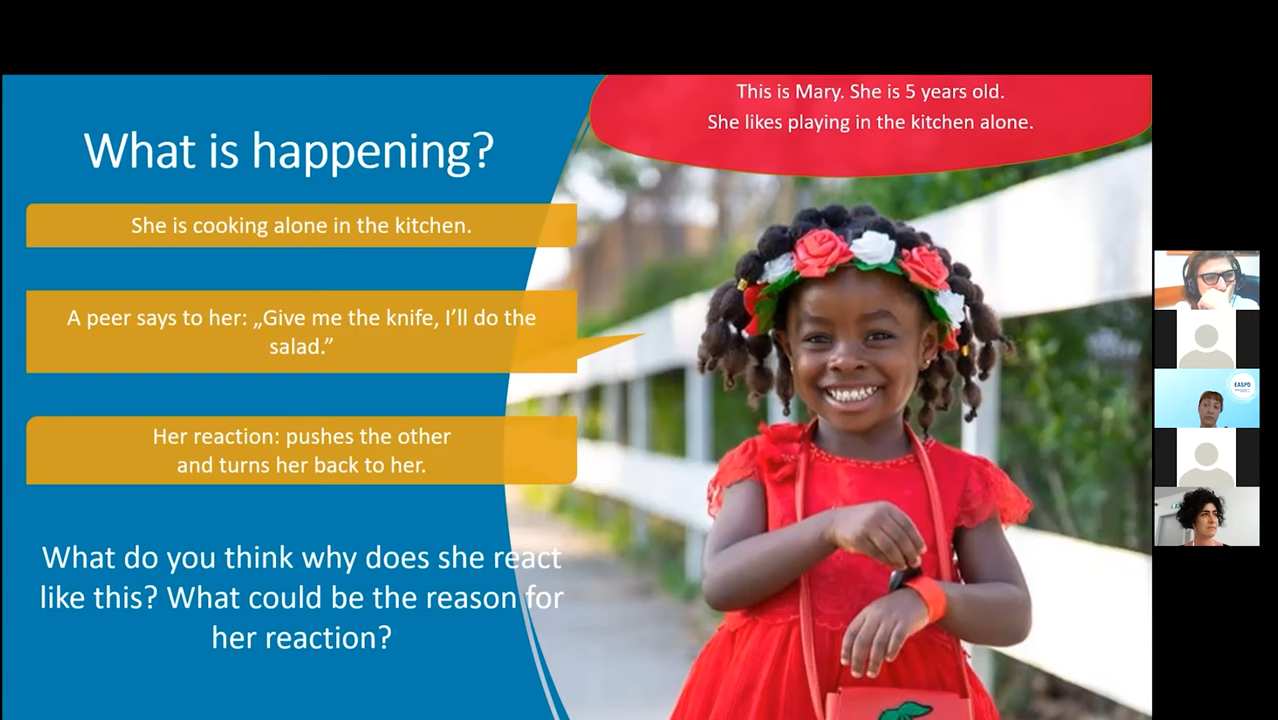 This is Mary. She is 5 years old.
She likes playing in the kitchen alone.
What is happening?
She is cooking alone in the kitchen.
A peer says to her: „Give me the knife, I’ll do the
salad.”
Her reaction: pushes the other
and turns her back to her.
What do you think why does she react
like this? What could be the reason for
her reaction?
EASPD